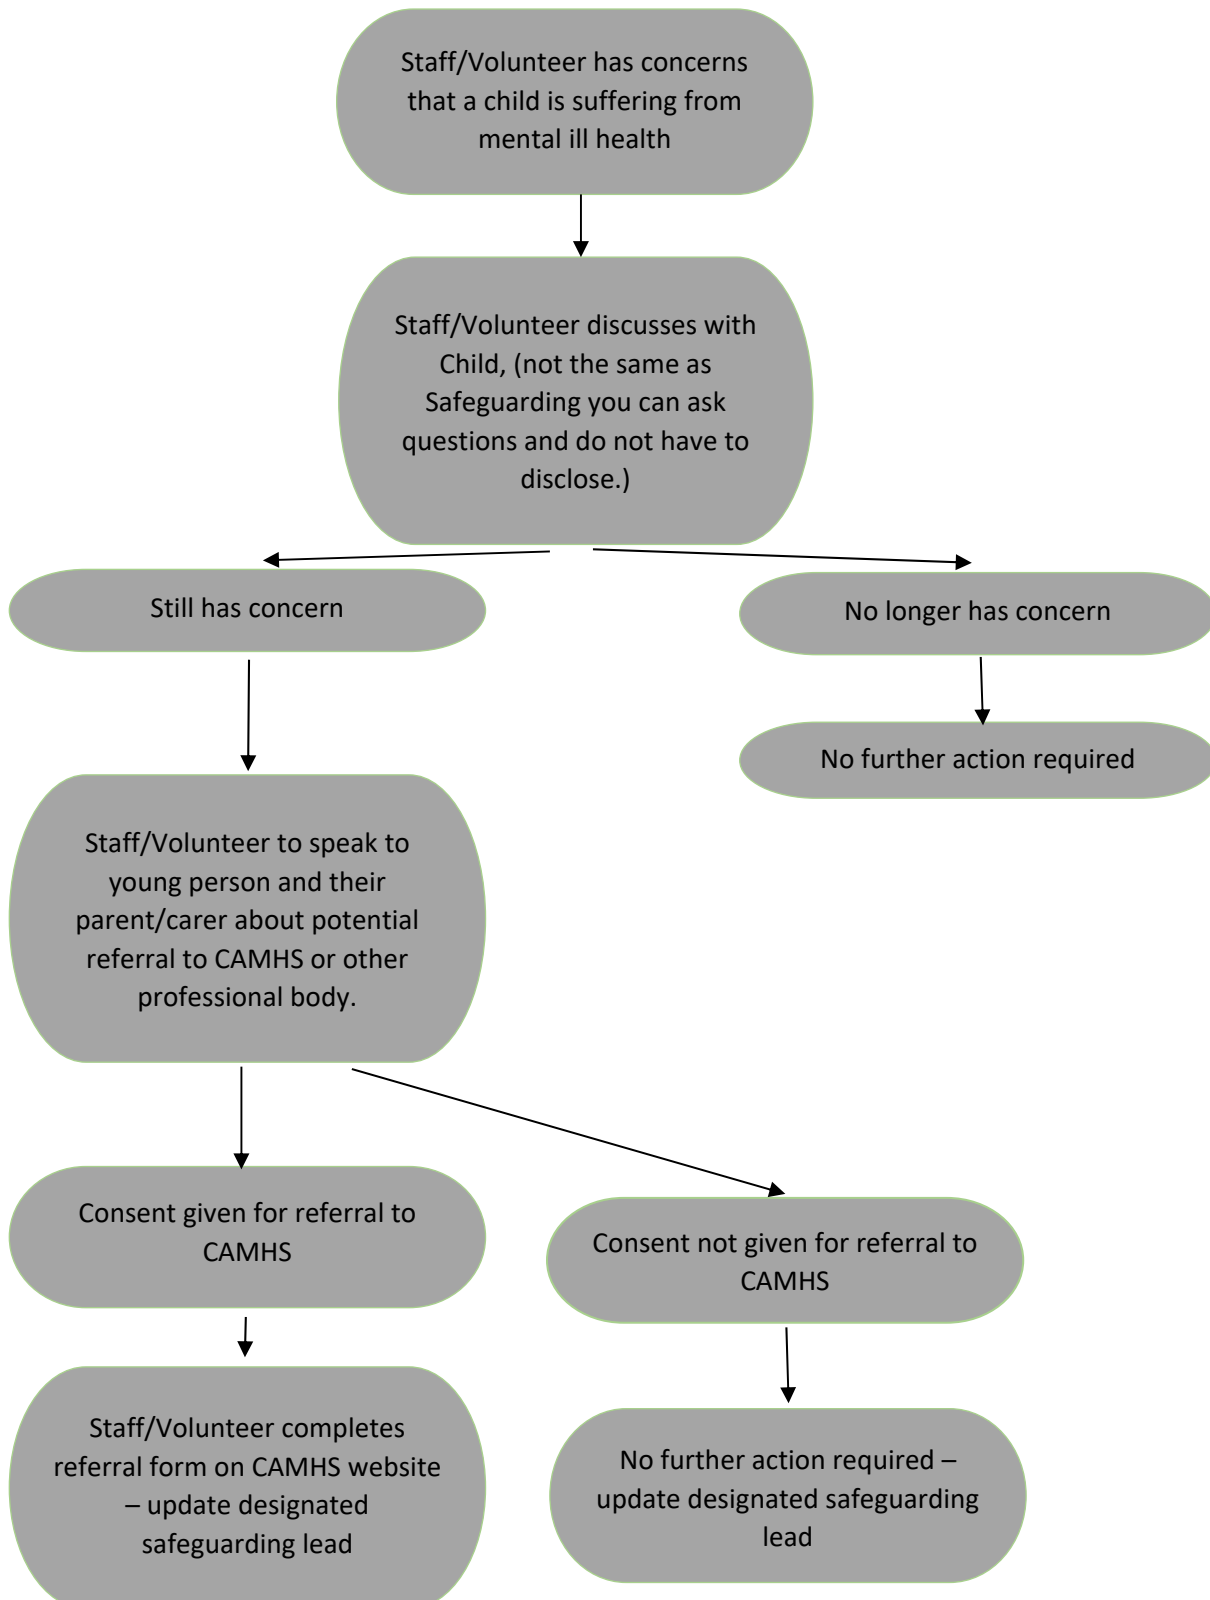 Staff/Volunteer has concerns
that a child is suffering from
mental ill health
Staff/Volunteer discusses with
Child, (not the same as
Safeguarding you can ask
questions and do not have to
disclose.)
Still has concern
No longer has concern
No further action required
Staff/Volunteer to speak to
young person and their
parent/carer about potential
referral to CAMHS or other
professional body.
Consent given for referral to
CAMHS
Consent not given for referral to
CAMHS
Staff/Volunteer completes
referral form on CAMHS website
– update designated
safeguarding lead
No further action required –
update designated safeguarding
lead